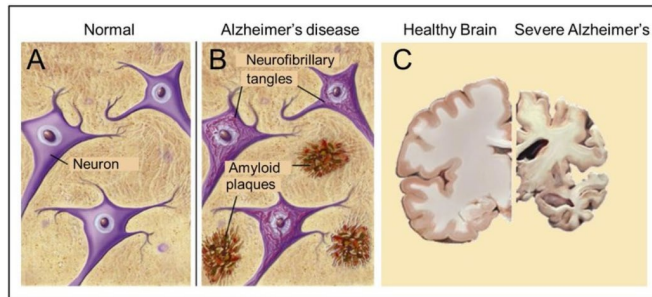 Normal
Alzheimer's disease
Healthy Brain
Severe Alzheimer's
A
B
C
Neurofibrillary
tangles
Neuron
Amyloid
plaques